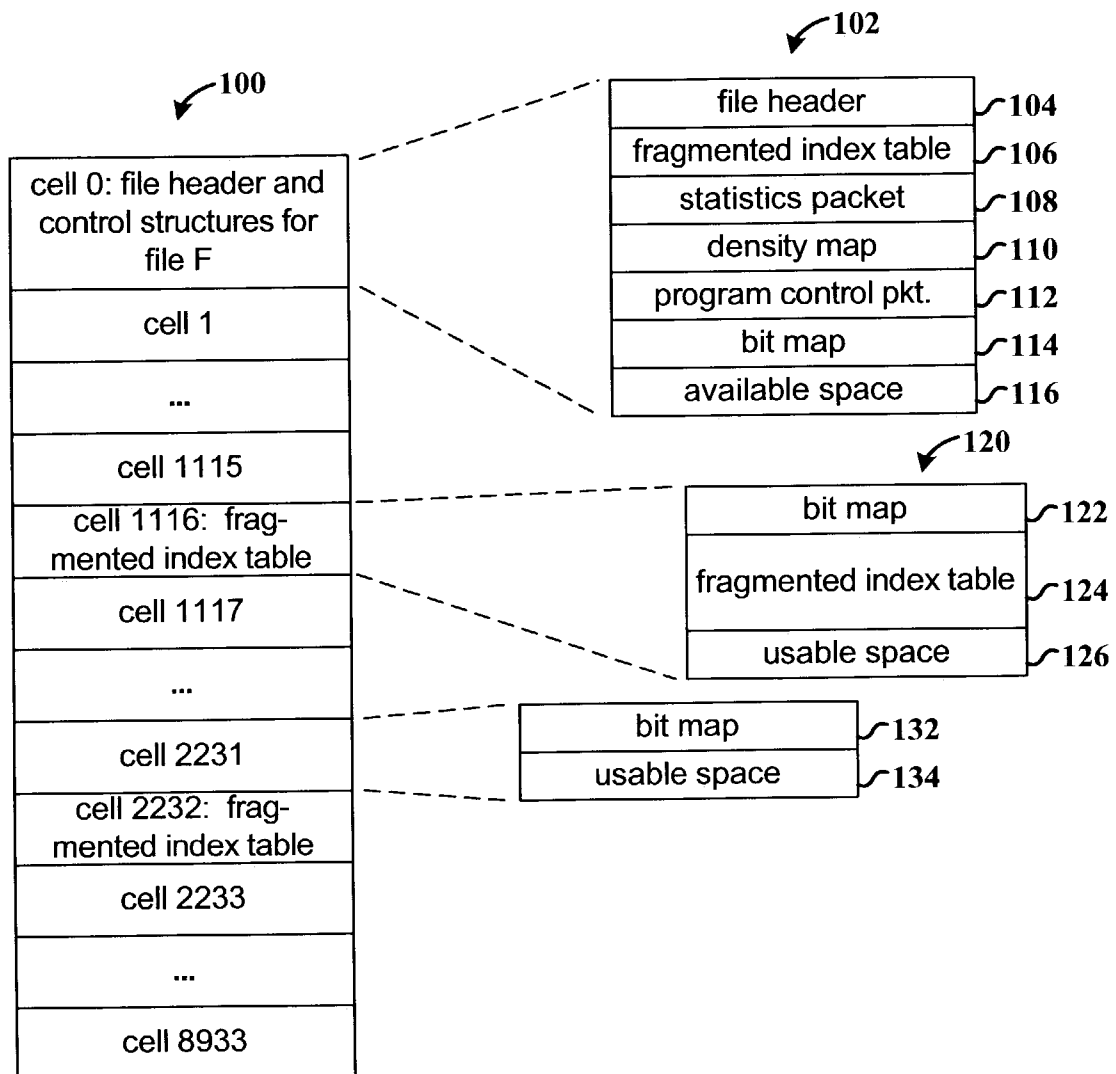 102
100
file header 104
fragmented index table 106
statistics packet 108
density map 110
program control pkt. 112
bit map 114
available space 116
cell 0: file header and
control structures for
file F
cell 1
...
cell 1115
cell 1116: frag-
mented index table
cell 1117
...
cell 2231
cell 2232: frag-
mented index table
cell 2233
...
cell 8933
120
bit map 122
fragmented index table 124
usable space 126
bit map 132
usable space 134